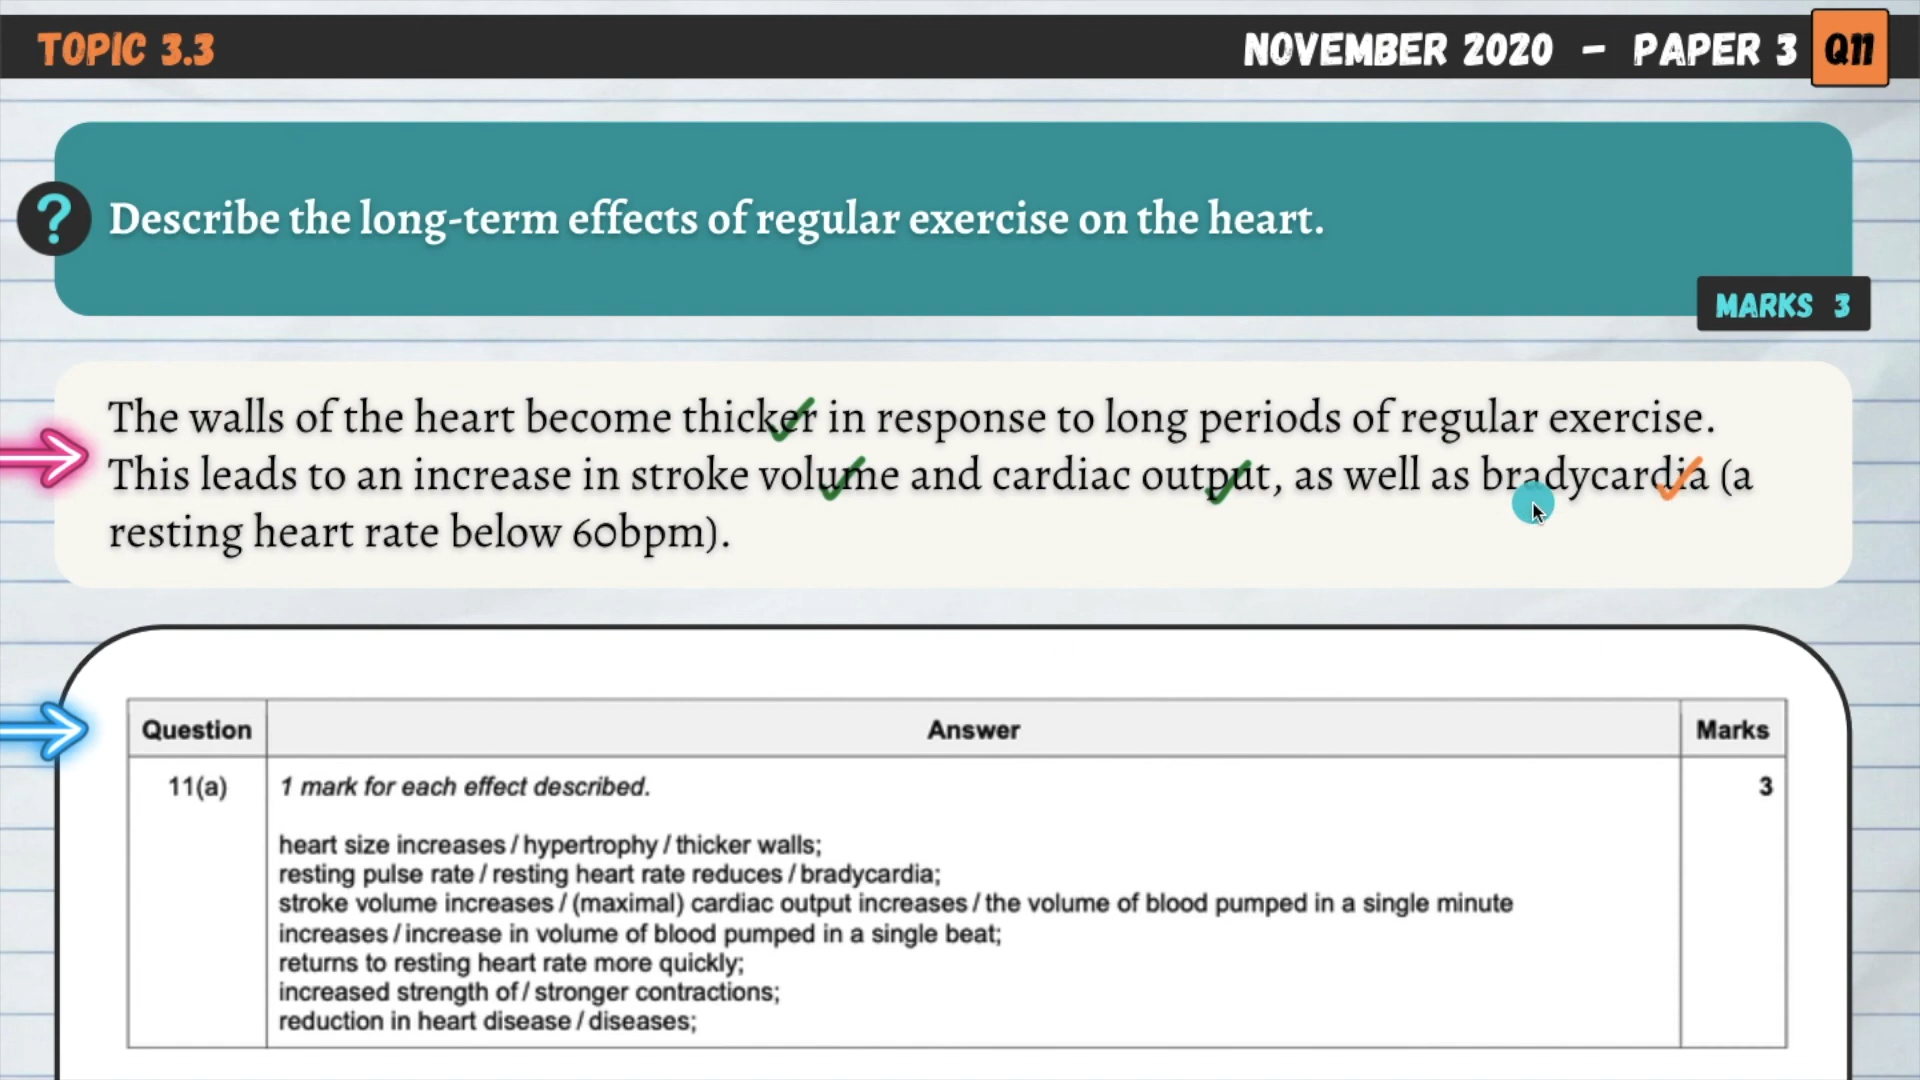 TOPIC 3.3
NOVEMBER 2020 - PAPER 3 Q11
? Describe the long-term effects of regular exercise on the heart.
MARKS 3
The walls of the heart become thicker in response to long periods of regular exercise.
This leads to an increase in stroke volume and cardiac output, as well as bradycardia (a
resting heart rate below 60bpm).
Question Answer Marks
11(a) 1 mark for each effect described. 3
heart size increases / hypertrophy / thicker walls;
resting pulse rate / resting heart rate reduces / bradycardia;
stroke volume increases / (maximal) cardiac output increases / the volume of blood pumped in a single minute
increases / increase in volume of blood pumped in a single beat;
returns to resting heart rate more quickly;
increased strength of / stronger contractions;
reduction in heart disease / diseases;